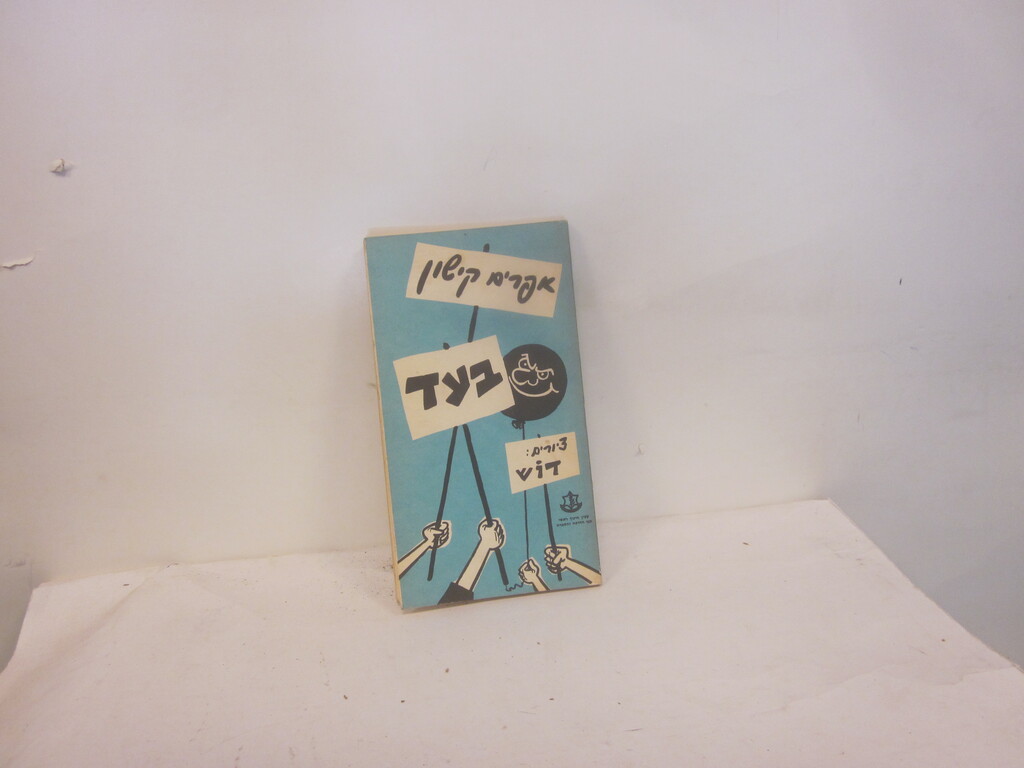 אפרים קישון
בעד
ציורים:
דוש